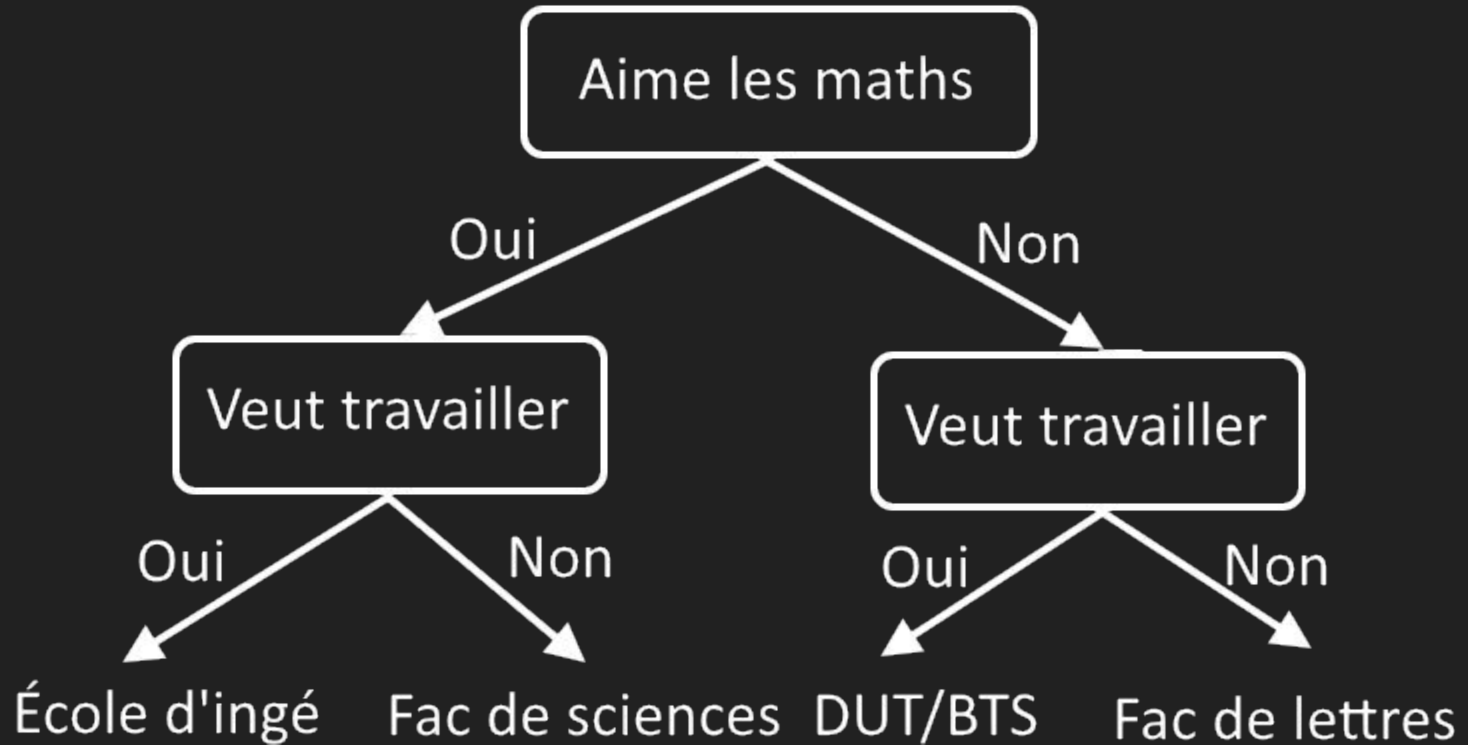 Aime les maths
Oui
Non
Veut travailler
Veut travailler
Oui
Non
Oui
Non
École d'ingé
Fac de sciences
DUT/BTS
Fac de lettres